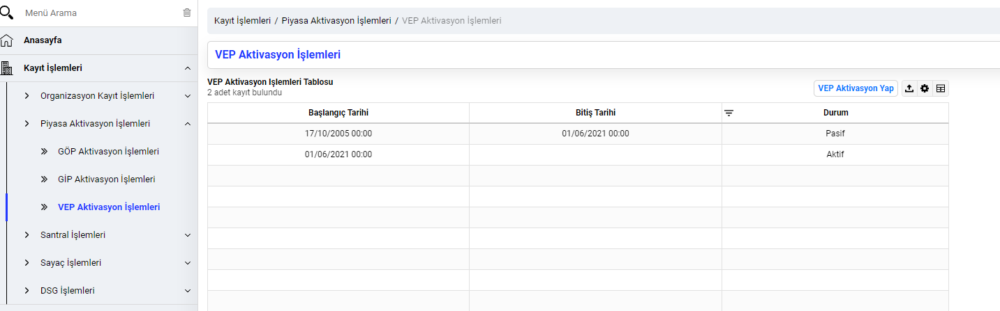 Menü Arama
Anasayfa
Kayıt İşlemleri
Organizasyon Kayıt İşlemleri
Piyasa Aktivasyon İşlemleri
GÖP Aktivasyon İşlemleri
GİP Aktivasyon İşlemleri
VEP Aktivasyon İşlemleri
Santral İşlemleri
Sayaç İşlemleri
DSG İşlemleri
Kayıt İşlemleri / Piyasa Aktivasyon İşlemleri / VEP Aktivasyon İşlemleri
VEP Aktivasyon İşlemleri
VEP Aktivasyon Işlemleri Tablosu
2 adet kayıt bulundu
VEP Aktivasyon Yap
Başlangıç Tarihi Bitiş Tarihi Durum
17/10/2005 00:00 01/06/2021 00:00 Pasif
01/06/2021 00:00 Aktif